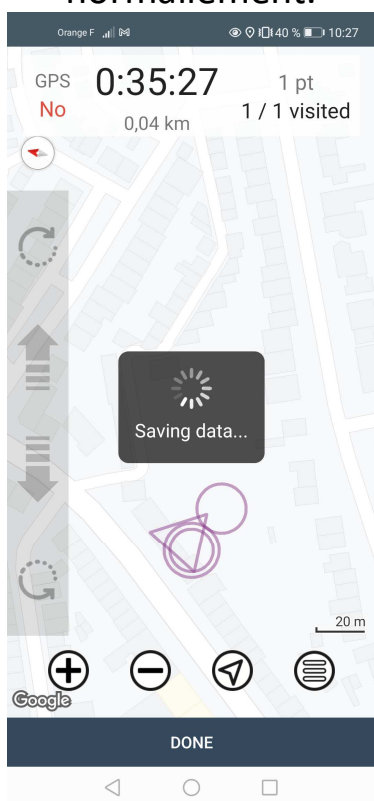 normallement.
Orange F 40 % 10:27
GPS 0:35:27 1 pt
No 0,04 km 1 / 1 visited
Saving data...
20 m
Google
DONE